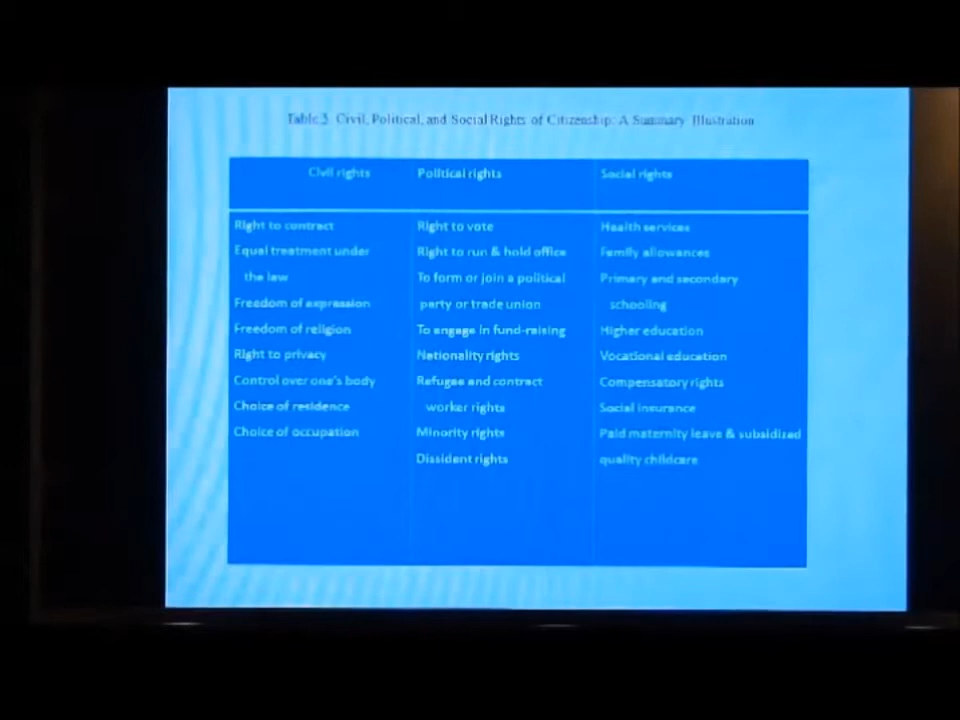 Table 3. Civil, Political, and Social Rights of Citizenship: A Summary Illustration
Civil rights
Political rights
Social rights
Right to contract
Equal treatment under
the law
Freedom of expression
Freedom of religion
Right to privacy
Control over one's body
Choice of residence
Choice of occupation
Right to vote
Right to run & hold office
To form or join a political
party or trade union
To engage in fund-raising
Nationality rights
Refugee and contract
worker rights
Minority rights
Dissident rights
Health services
Family allowances
Primary and secondary
schooling
Higher education
Vocational education
Compensatory rights
Social insurance
Paid maternity leave & subsidized
quality childcare